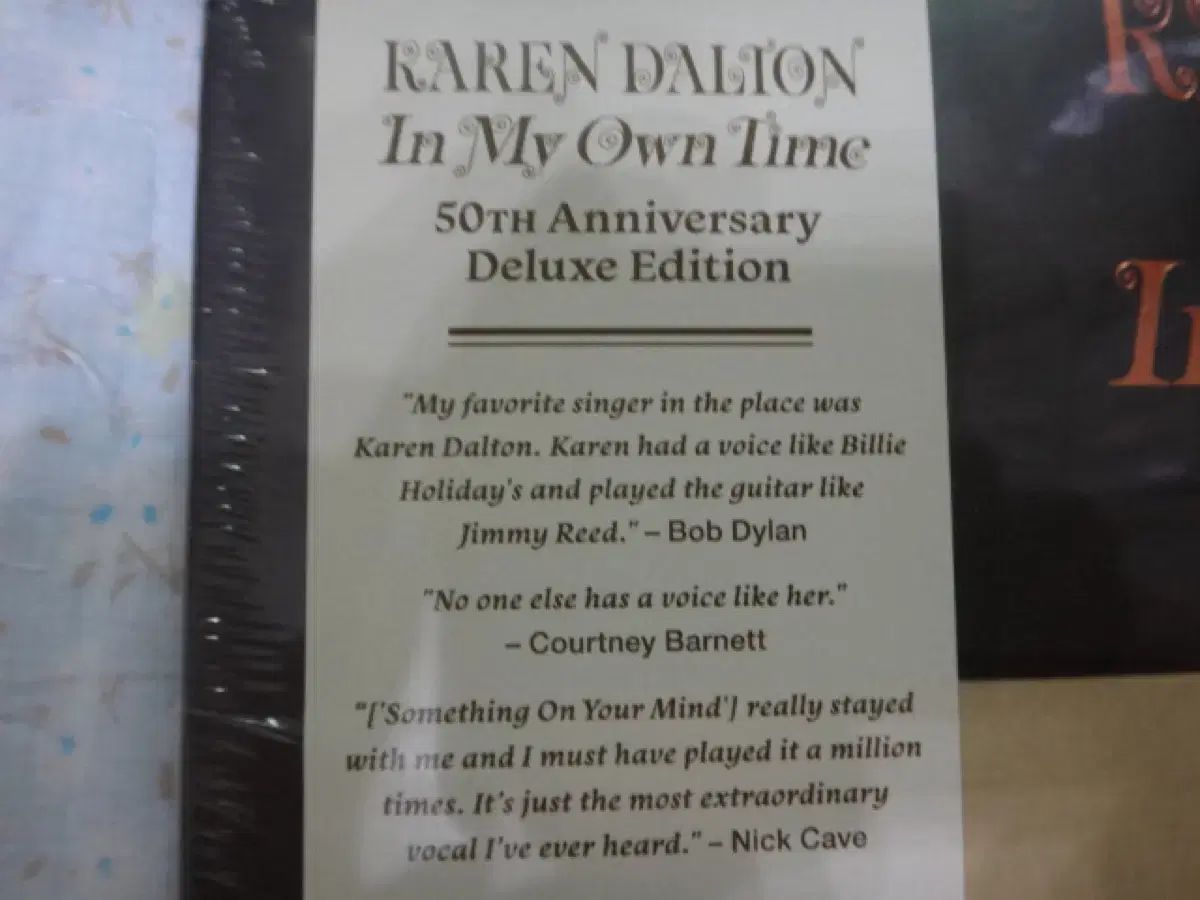 KAREN DALTON
In My Own Time
50TH Anniversary
Deluxe Edition
"My favorite singer in the place was
Karen Dalton. Karen had a voice like Billie
Holiday's and played the guitar like
Jimmy Reed." – Bob Dylan
"No one else has a voice like her."
– Courtney Barnett
"['Something On Your Mind'] really stayed
with me and I must have played it a million
times. It's just the most extraordinary
vocal I've ever heard." – Nick Cave